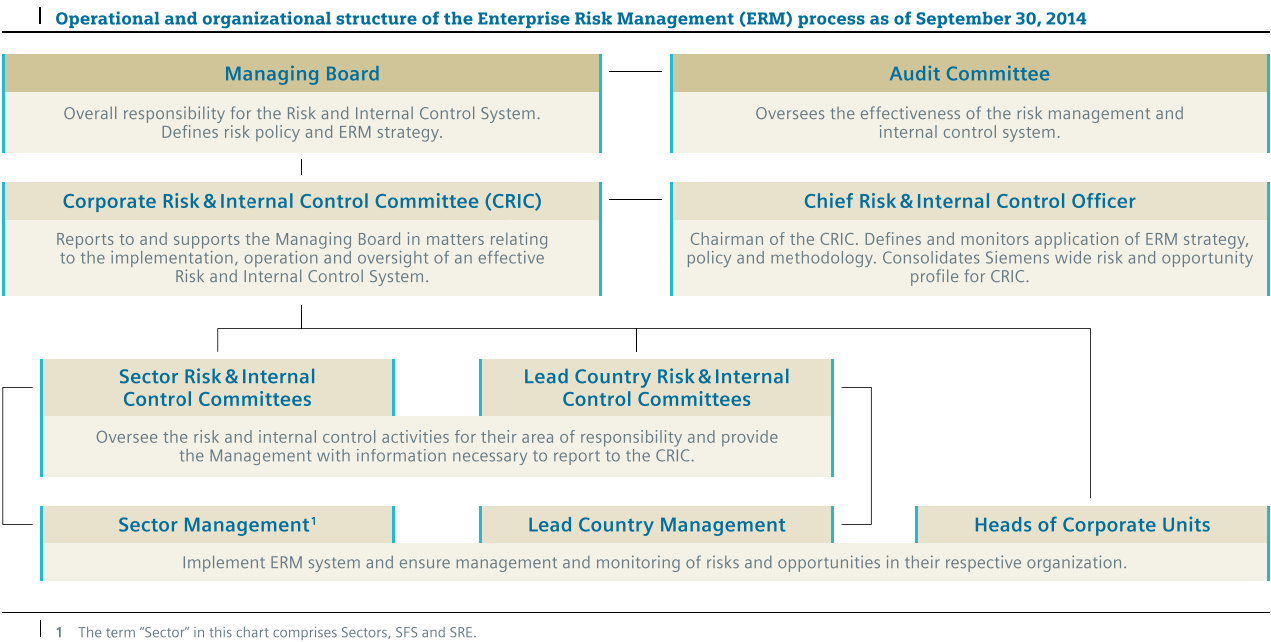 Operational and organizational structure of the Enterprise Risk Management (ERM) process as of September 30, 2014
Managing Board
Overall responsibility for the Risk and Internal Control System.
Defines risk policy and ERM strategy.
Audit Committee
Oversees the effectiveness of the risk management and
internal control system.
Corporate Risk & Internal Control Committee (CRIC)
Reports to and supports the Managing Board in matters relating
to the implementation, operation and oversight of an effective
Risk and Internal Control System.
Chief Risk & Internal Control Officer
Chairman of the CRIC. Defines and monitors application of ERM strategy,
policy and methodology. Consolidates Siemens wide risk and opportunity
profile for CRIC.
Sector Risk & Internal
Control Committees
Lead Country Risk & Internal
Control Committees
Oversee the risk and internal control activities for their area of responsibility and provide
the Management with information necessary to report to the CRIC.
Sector Management¹
Lead Country Management
Heads of Corporate Units
Implement ERM system and ensure management and monitoring of risks and opportunities in their respective organization.
1 The term “Sector” in this chart comprises Sectors, SFS and SRE.